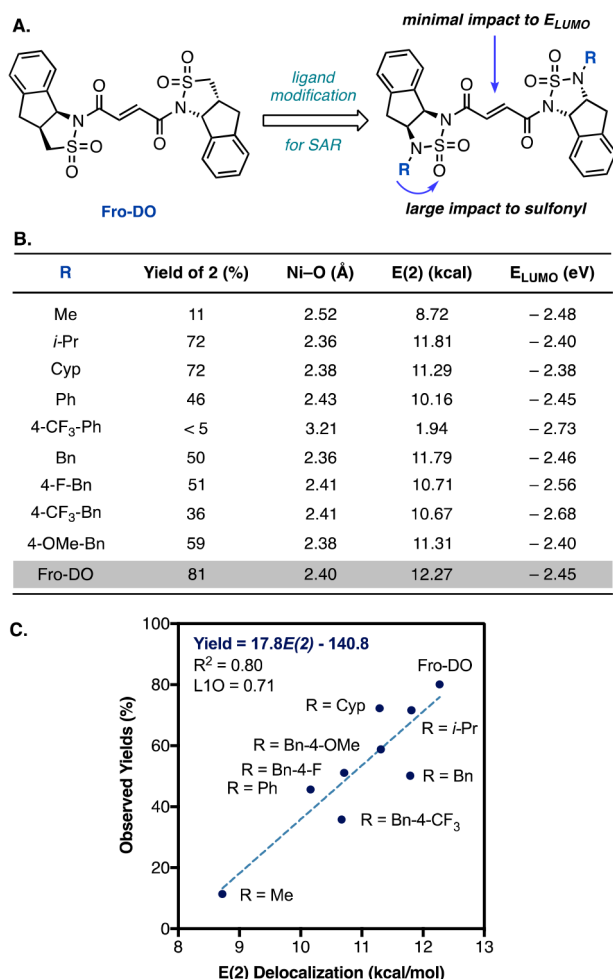 A.
minimal impact to E_LUMO
R
O O
S
O
N
O
N
S
O
O
Fro-DO
ligand
modification
for SAR
O O
S N
O
N
O
N
N S O
R O
large impact to sulfonyl
B.
R Yield of 2 (%) Ni–O (Å) E(2) (kcal) E_LUMO (eV)
Me 11 2.52 8.72 – 2.48
i-Pr 72 2.36 11.81 – 2.40
Cyp 72 2.38 11.29 – 2.38
Ph 46 2.43 10.16 – 2.45
4-CF₃-Ph < 5 3.21 1.94 – 2.73
Bn 50 2.36 11.79 – 2.46
4-F-Bn 51 2.41 10.71 – 2.56
4-CF₃-Bn 36 2.41 10.67 – 2.68
4-OMe-Bn 59 2.38 11.31 – 2.40
Fro-DO 81 2.40 12.27 – 2.45
C.
Yield = 17.8E(2) - 140.8
R² = 0.80
L1O = 0.71
Fro-DO
R = Cyp
R = i-Pr
R = Bn-4-OMe
R = Bn-4-F
R = Bn
R = Ph
R = Bn-4-CF₃
R = Me
Observed Yields (%)
100
80
60
40
20
0
8 9 10 11 12 13
E(2) Delocalization (kcal/mol)